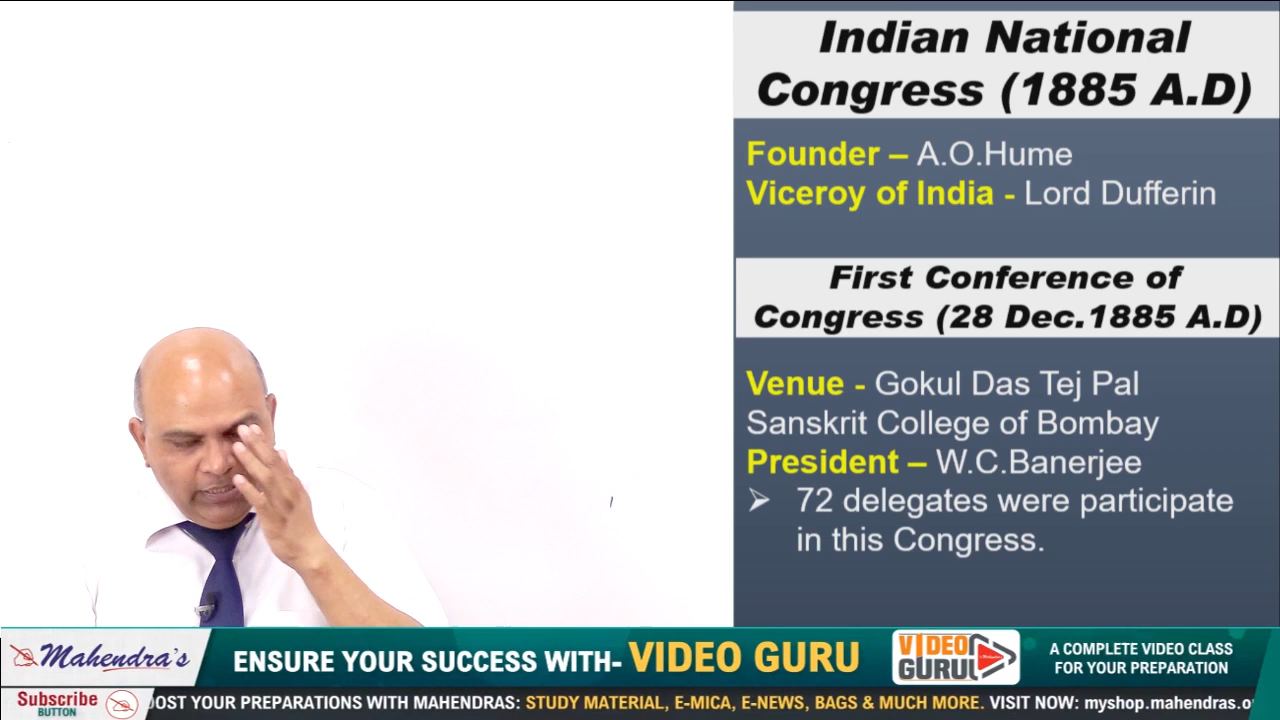 Indian National
Congress (1885 A.D)
Founder – A.O.Hume
Viceroy of India - Lord Dufferin
First Conference of
Congress (28 Dec.1885 A.D)
Venue - Gokul Das Tej Pal
Sanskrit College of Bombay
President – W.C.Banerjee
➢ 72 delegates were participate
in this Congress.
Mahendra's
ENSURE YOUR SUCCESS WITH- VIDEO GURU
VIDEO
GURU
A COMPLETE VIDEO CLASS
FOR YOUR PREPARATION
Subscribe
BUTTON
YOUR PREPARATIONS WITH MAHENDRAS: STUDY MATERIAL, E-MICA, E-NEWS, BAGS & MUCH MORE. VISIT NOW: myshop.mahendras.o